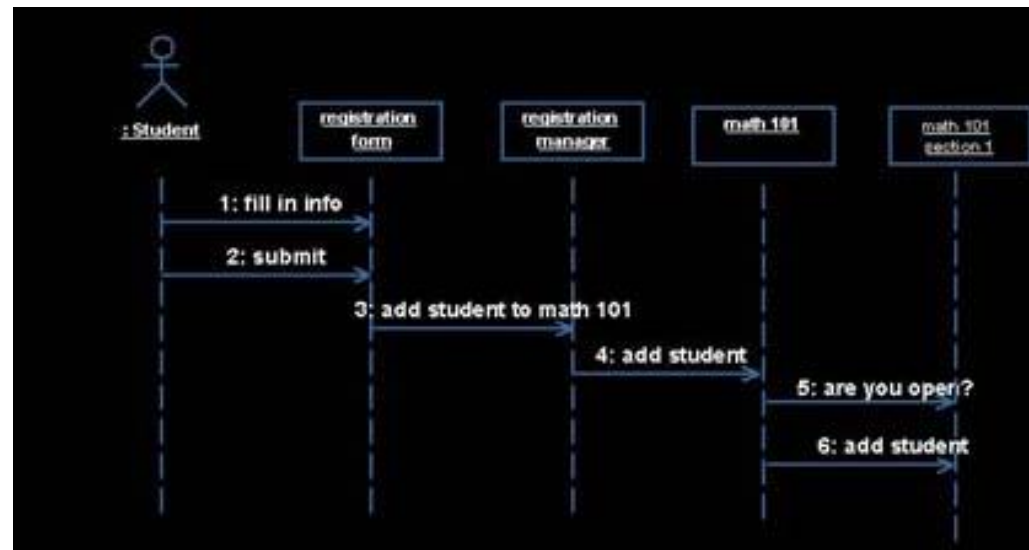 : Student
registration
form
registration
manager
math 101
math 101
section 1
1: fill in info
2: submit
3: add student to math 101
4: add student
5: are you open?
6: add student